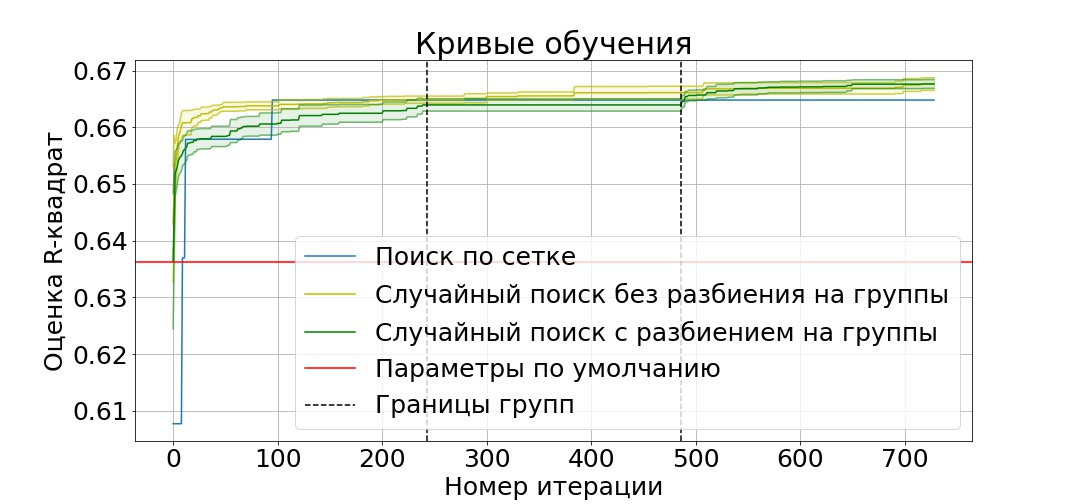 Кривые обучения
Оценка R-квадрат
0.67
0.66
0.65
0.64
0.63
0.62
0.61
Поиск по сетке
Случайный поиск без разбиения на группы
Случайный поиск с разбиением на группы
Параметры по умолчанию
Границы групп
0 100 200 300 400 500 600 700
Номер итерации